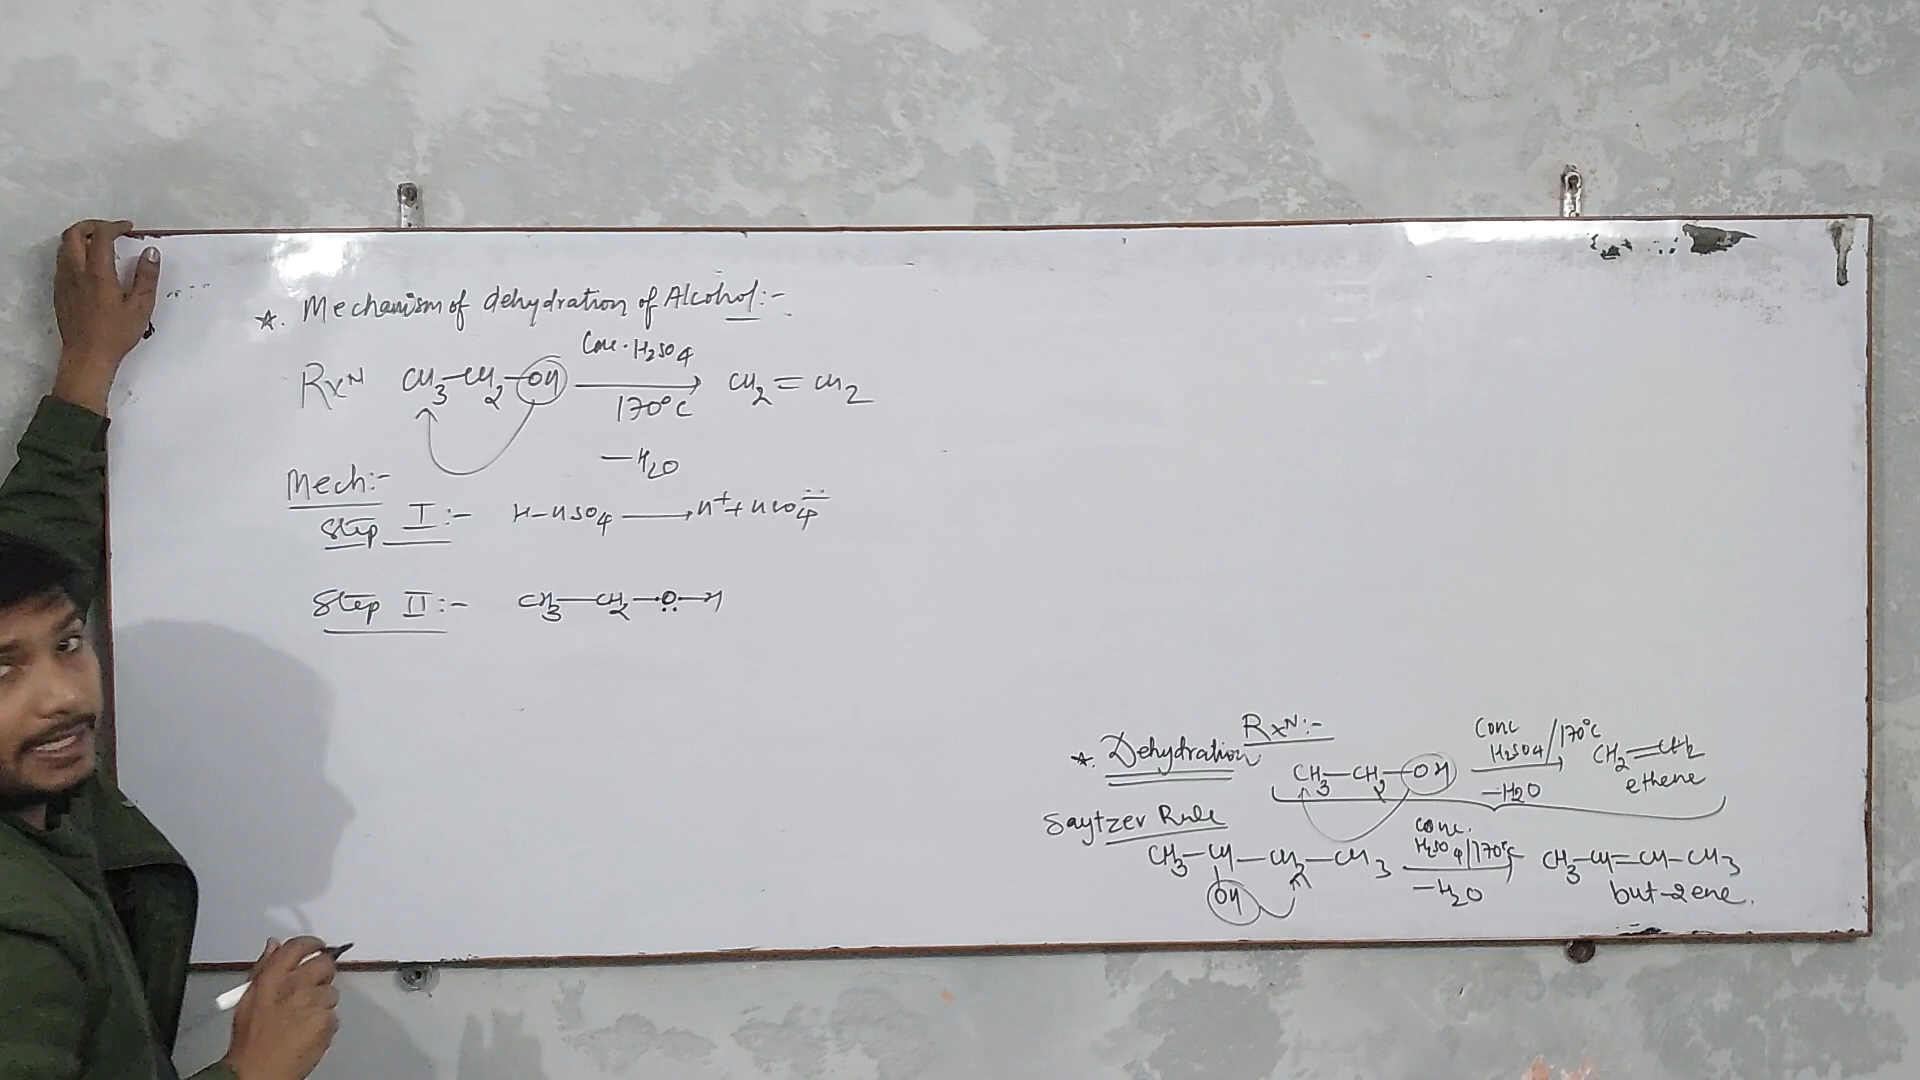 ☆. Mechanism of dehydration of Alcohol:-
RxN CH3-CH2-OH Conc. H2SO4 → CH2=CH2
170°C
-H2O
Mech:-
Step I:- H-HSO4 → H+ + HSO4
Step II:- CH3-CH2-O-H
☆. Dehydration RxN:-
CH3-CH2-OH Conc H2SO4/170°C → CH2=CH2
-H2O ethene
Saytzev Rule
CH3-CH-CH2-CH3 conc. H2SO4/170°C → CH3-CH=CH-CH3
OH -H2O but-2ene.